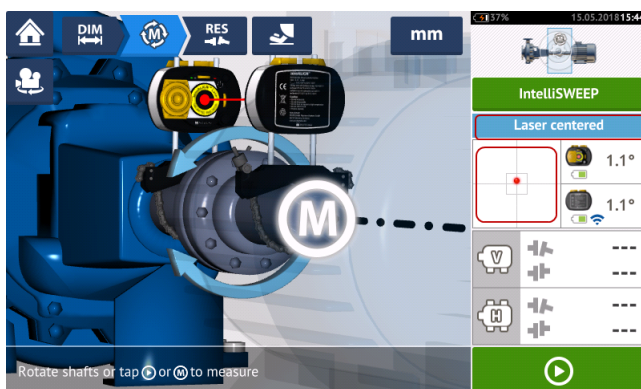 DIM
M
RES
mm
37%
15.05.2018 15:44
IntelliSWEEP
Laser centered
1.1°
1.1°
M
V
---
---
H
---
---
Rotate shafts or tap or M to measure